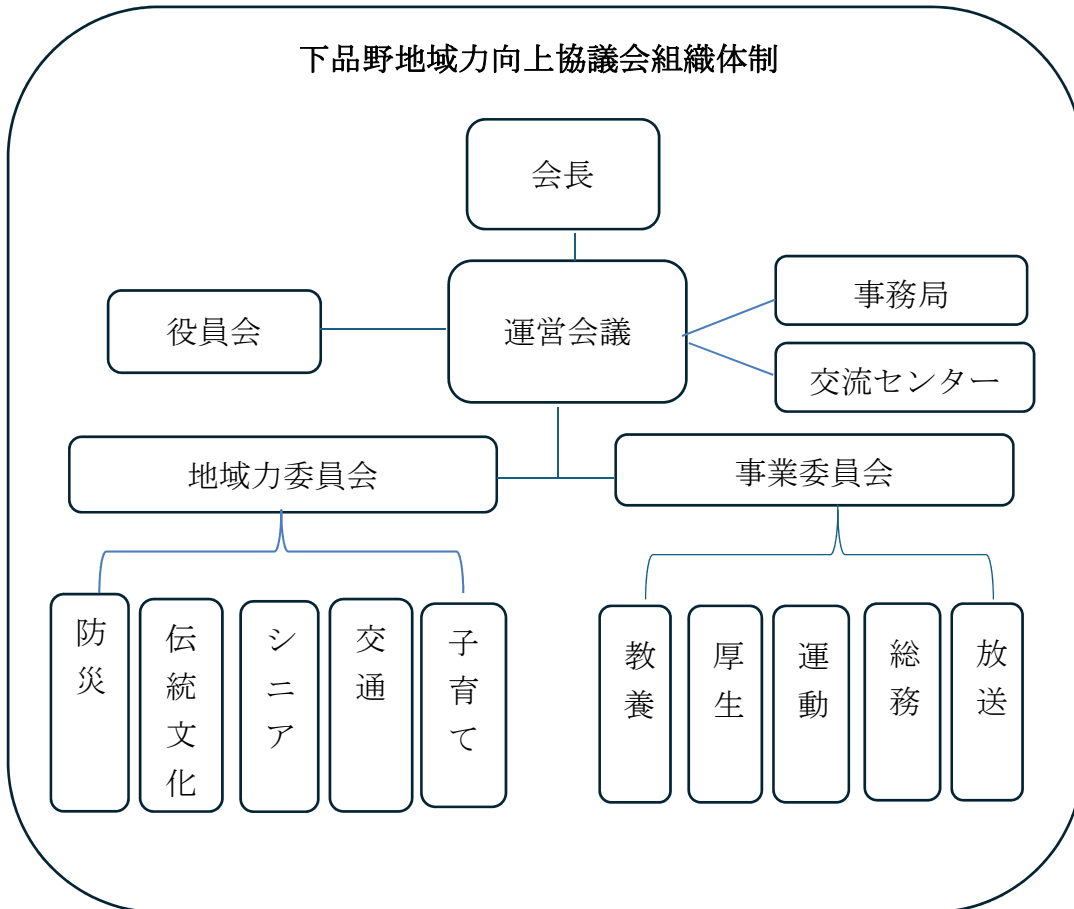 下品野地域力向上協議会組織体制
会長
役員会
運営会議
事務局
交流センター
地域力委員会
事業委員会
防災
伝統文化
シニア
交通
子育て
教養
厚生
運動
総務
放送